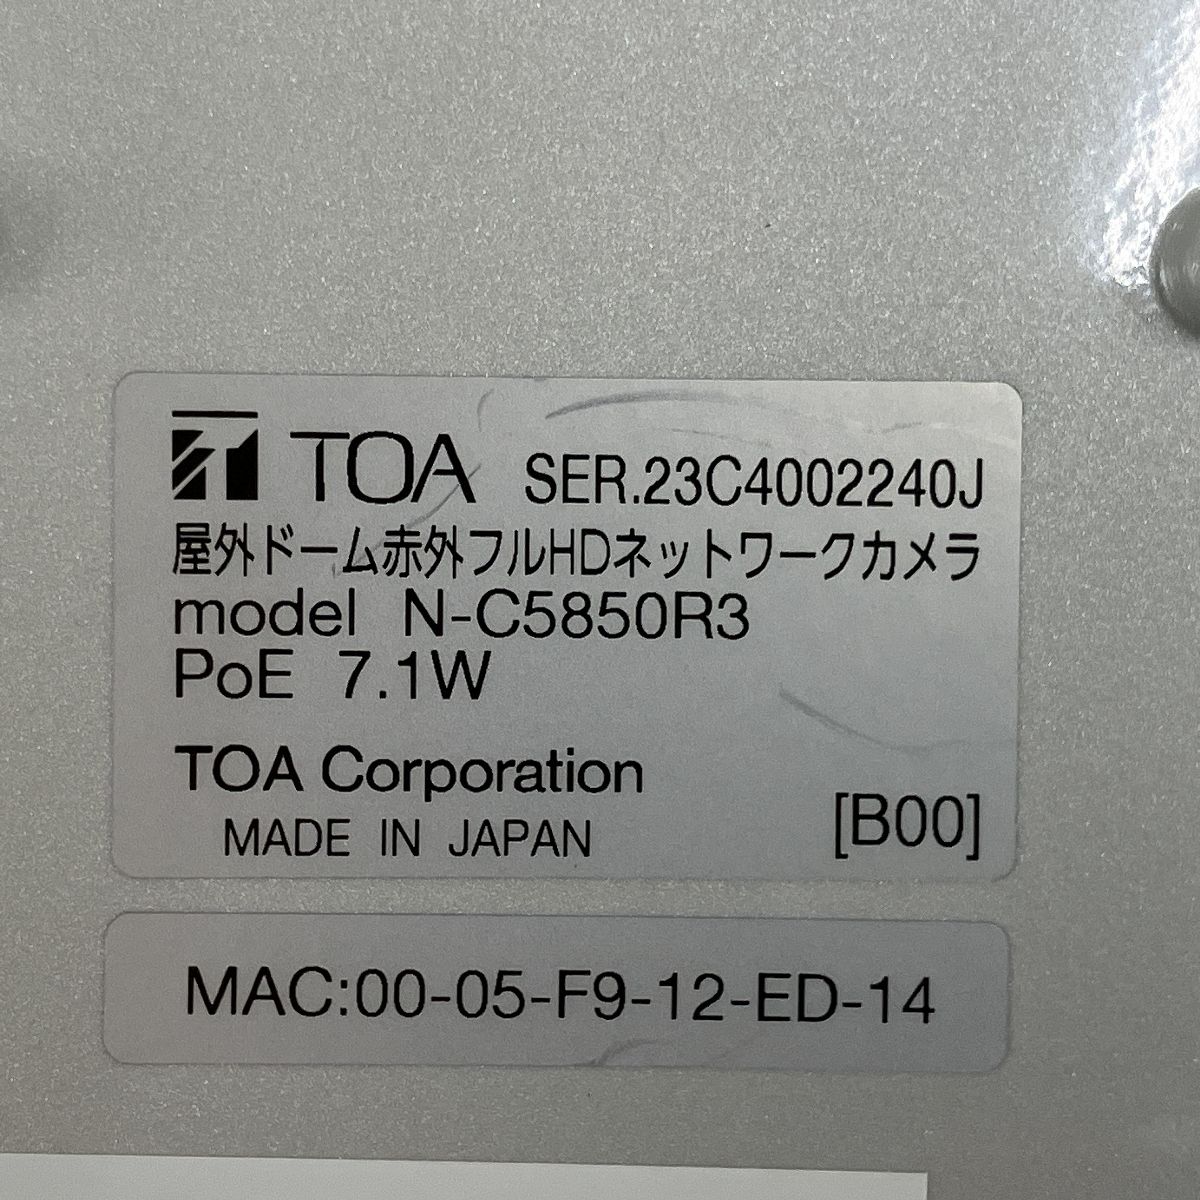 TOA SER.23C4002240J
屋外ドーム赤外フルHDネットワークカメラ
model N-C5850R3
PoE 7.1W
TOA Corporation
MADE IN JAPAN [B00]
MAC:00-05-F9-12-ED-14